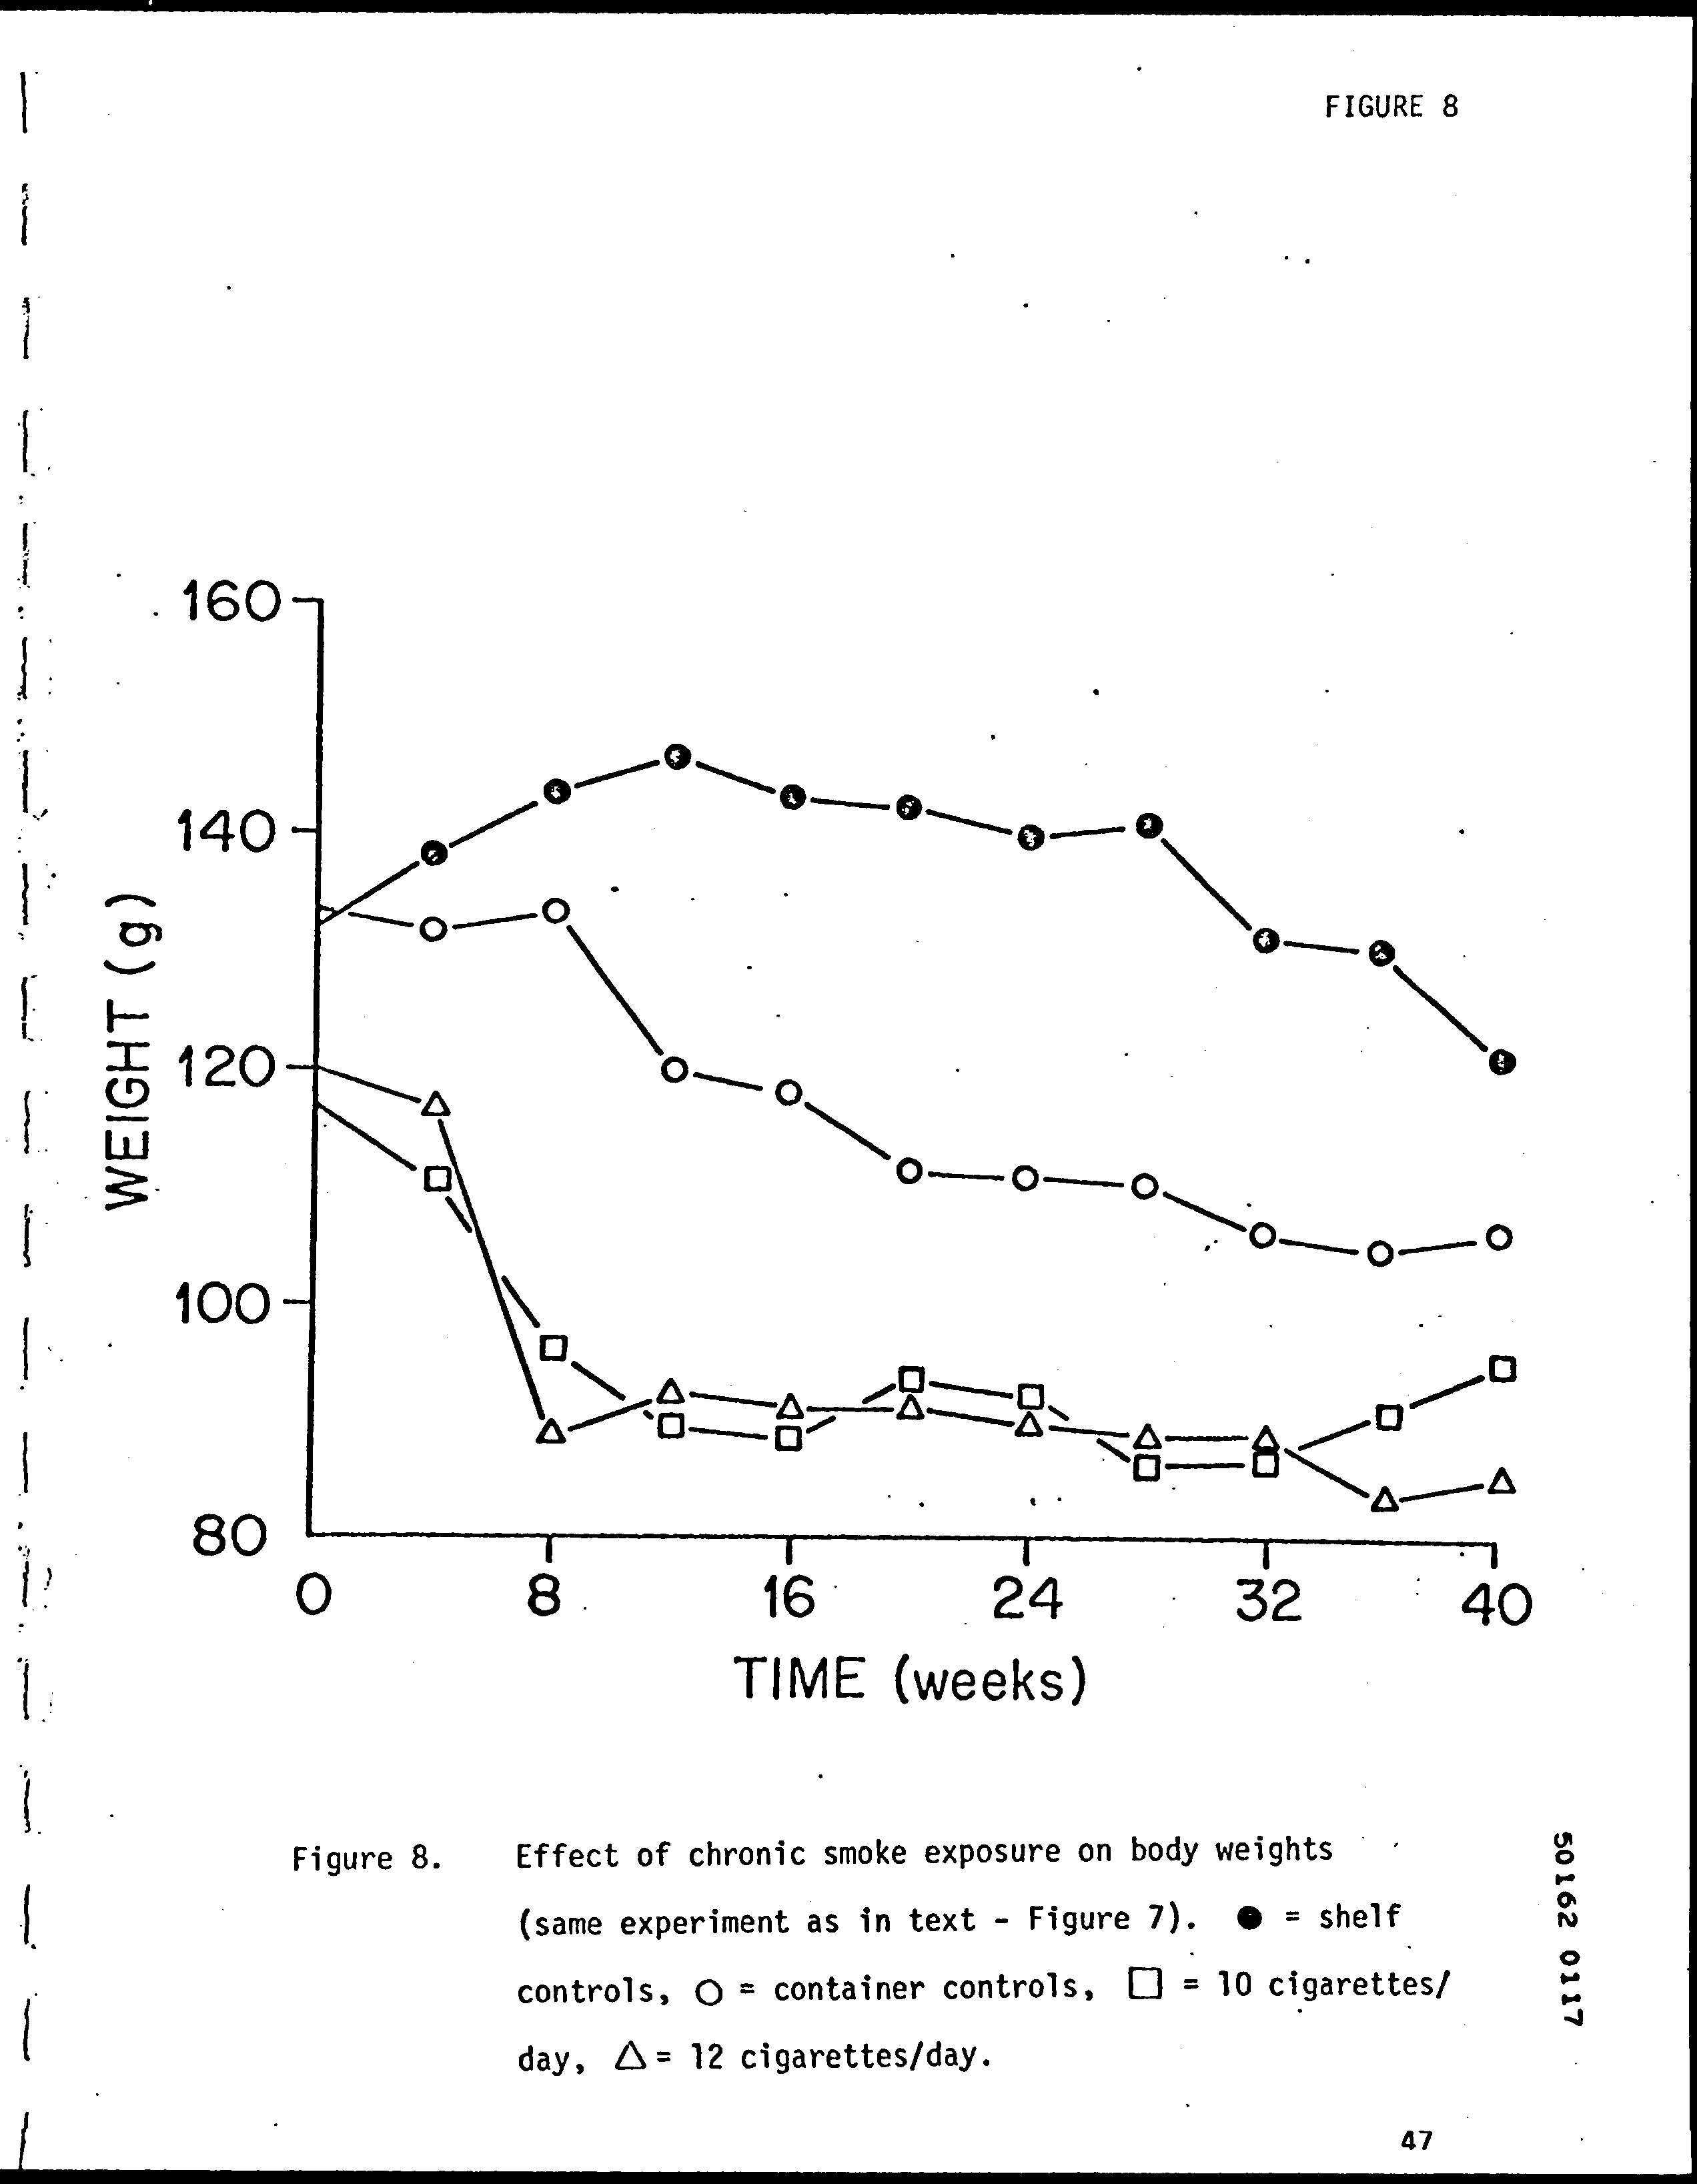 FIGURE 8
160
140
120
100
80
WEIGHT (g)
0 8 16 24 32 40
TIME (weeks)
Figure 8. Effect of chronic smoke exposure on body weights
(same experiment as in text - Figure 7). ● = shelf
controls, ○ = container controls, □ = 10 cigarettes/
day, △ = 12 cigarettes/day.
50162 0117
47